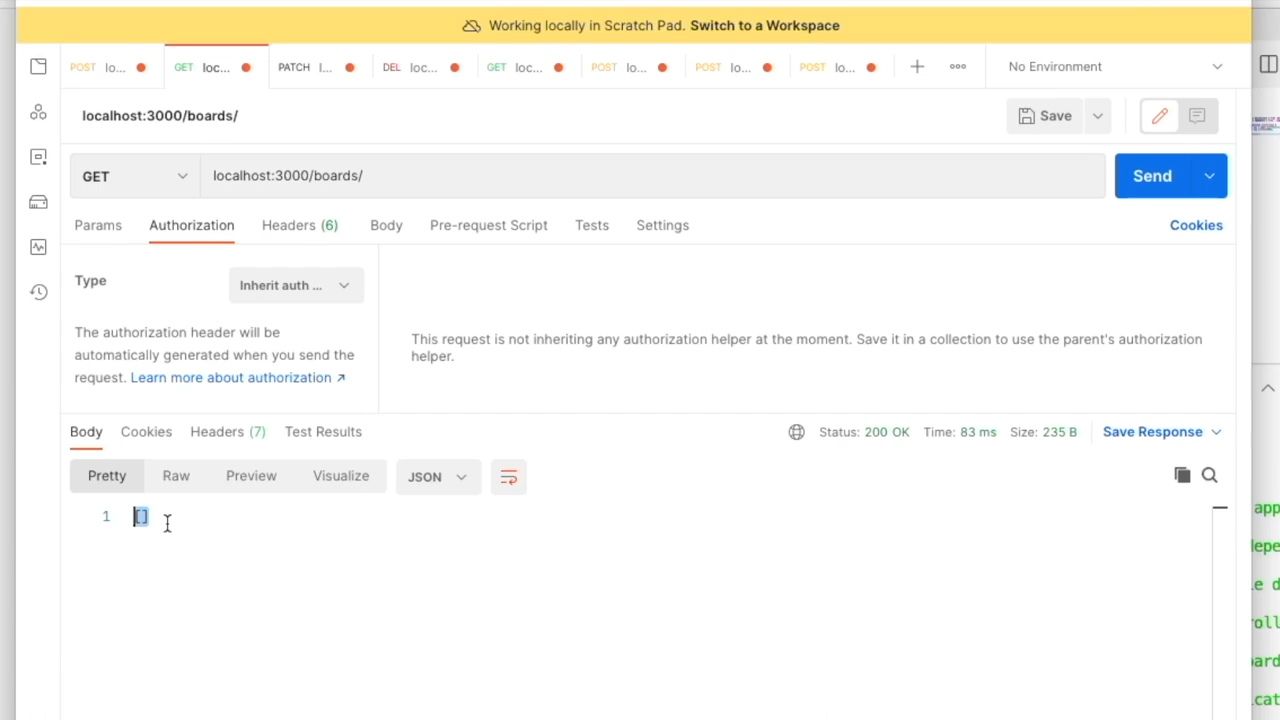 Working locally in Scratch Pad. Switch to a Workspace
POST lo... GET loc... PATCH l... DEL loc... GET loc... POST lo... POST lo... POST lo... No Environment
localhost:3000/boards/
Save
GET localhost:3000/boards/ Send
Params Authorization Headers (6) Body Pre-request Script Tests Settings Cookies
Type Inherit auth ...
The authorization header will be
automatically generated when you send the
request. Learn more about authorization ↗
This request is not inheriting any authorization helper at the moment. Save it in a collection to use the parent's authorization
helper.
Body Cookies Headers (7) Test Results Status: 200 OK Time: 83 ms Size: 235 B Save Response
Pretty Raw Preview Visualize JSON
1 []
app
depe
e d
roll
ard
icat